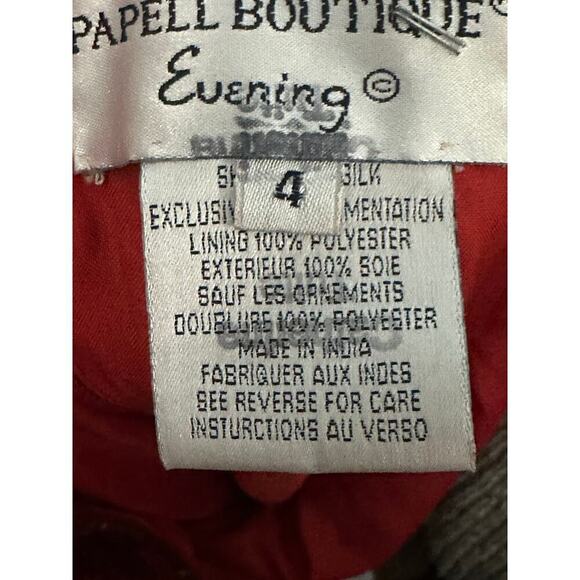 PAPELL BOUTIQUE©
Evening ©
4
SILK
LINING 100% POLYESTER
EXTERIEUR 100% SOIE
SAUF LES ORNEMENTS
DOUBLURE 100% POLYESTER
MADE IN INDIA
FABRIQUER AUX INDES
SEE REVERSE FOR CARE
INSTURCTIONS AU VERSO